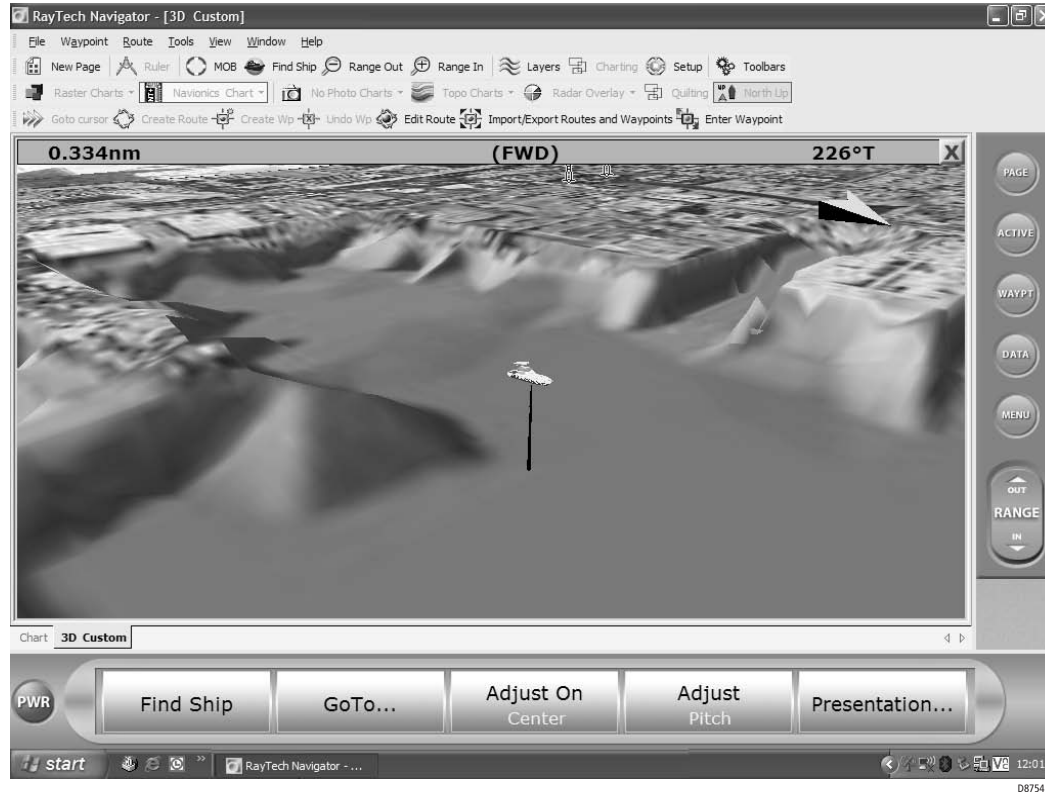 RayTech Navigator - [3D Custom]
File Waypoint Route Tools View Window Help
New Page Ruler MOB Find Ship Range Out Range In Layers Charting Setup Toolbars
Raster Charts Navionics Chart No Photo Charts Topo Charts Radar Overlay Quilting North Up
Goto cursor Create Route Create Wp Undo Wp Edit Route Import/Export Routes and Waypoints Enter Waypoint
0.334nm (FWD) 226°T X
PAGE
ACTIVE
WAYPT
DATA
MENU
OUT
RANGE
IN
Chart 3D Custom
PWR Find Ship GoTo... Adjust On Adjust Presentation...
Center Pitch
start RayTech Navigator - ... V2 12:01
D8754